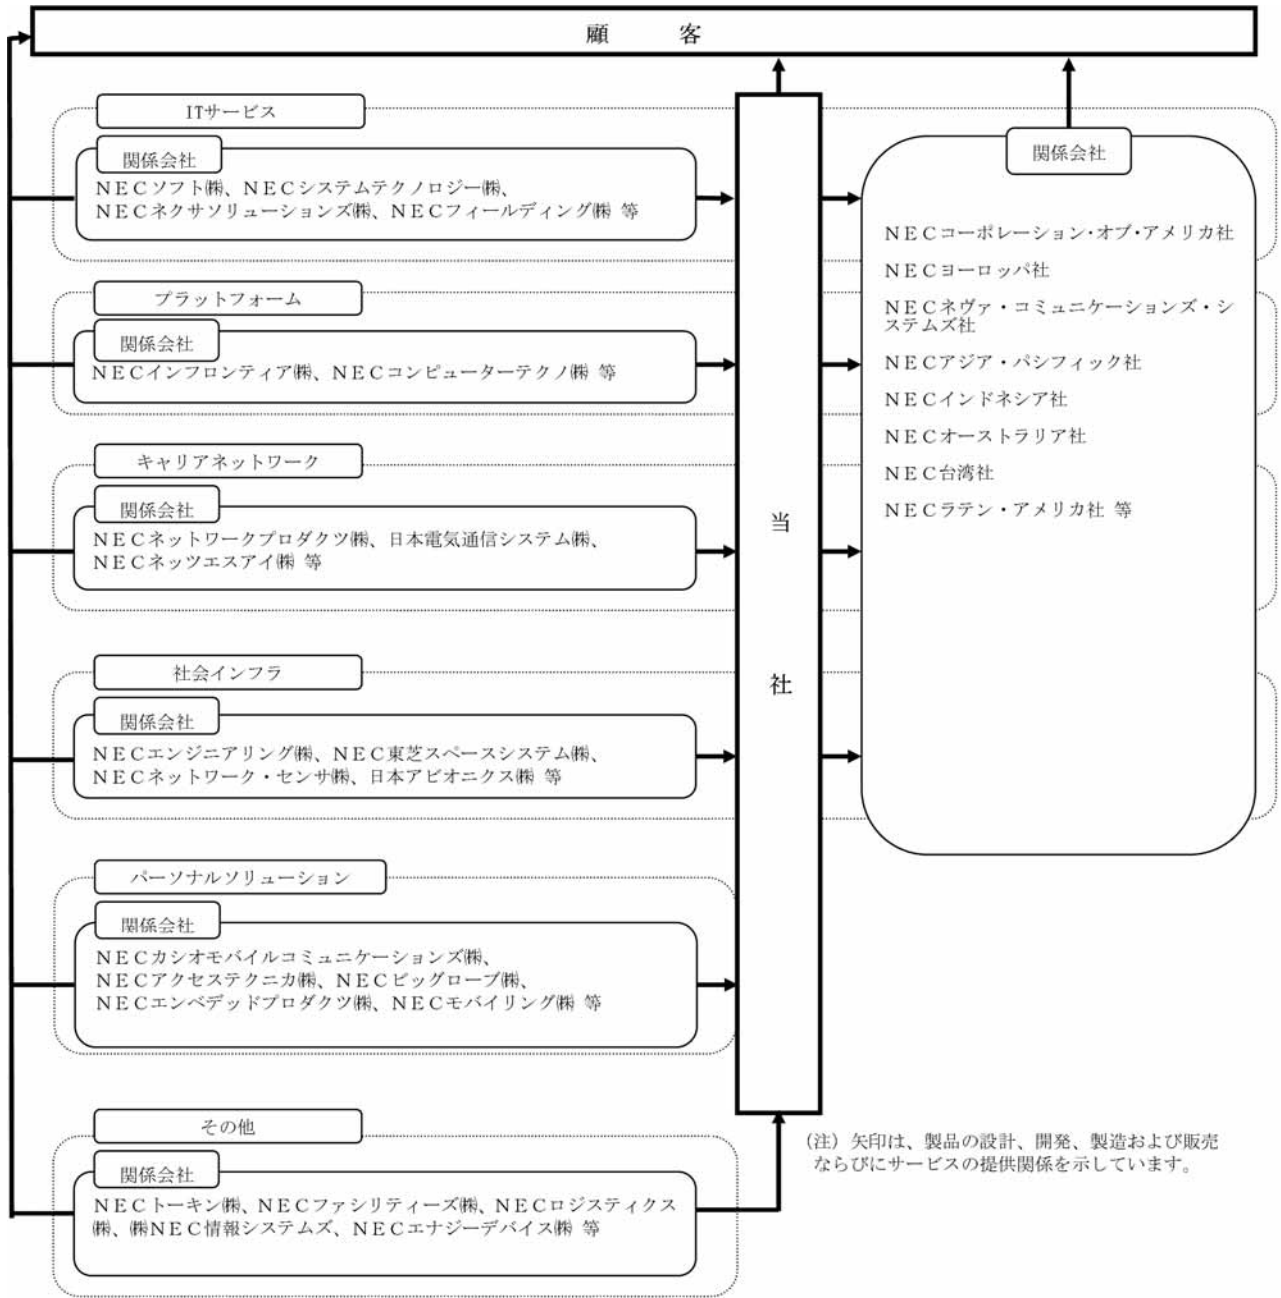 顧 客
ITサービス
関係会社
NECソフト㈱、NECシステムテクノロジー㈱、
NECネクサソリューションズ㈱、NECフィールディング㈱ 等
プラットフォーム
関係会社
NECインフロンティア㈱、NECコンピューターテクノ㈱ 等
キャリアネットワーク
関係会社
NECネットワークプロダクツ㈱、日本電気通信システム㈱、
NECネッツエスアイ㈱ 等
社会インフラ
関係会社
NECエンジニアリング㈱、NEC東芝スペースシステム㈱、
NECネットワーク・センサ㈱、日本アビオニクス㈱ 等
パーソナルソリューション
関係会社
NECカシオモバイルコミュニケーションズ㈱、
NECアクセステクニカ㈱、NECビッグローブ㈱、
NECエンベデッドプロダクツ㈱、NECモバイリング㈱ 等
その他
関係会社
NECトーキン㈱、NECファシリティーズ㈱、NECロジスティクス
㈱、㈱NEC情報システムズ、NECエナジーデバイス㈱ 等
当
社
関係会社
NECコーポレーション・オブ・アメリカ社
NECヨーロッパ社
NECネヴァ・コミュニケーションズ・シ
ステムズ社
NECアジア・パシフィック社
NECインドネシア社
NECオーストラリア社
NEC台湾社
NECラテン・アメリカ社 等
(注) 矢印は、製品の設計、開発、製造および販売
ならびにサービスの提供関係を示しています。